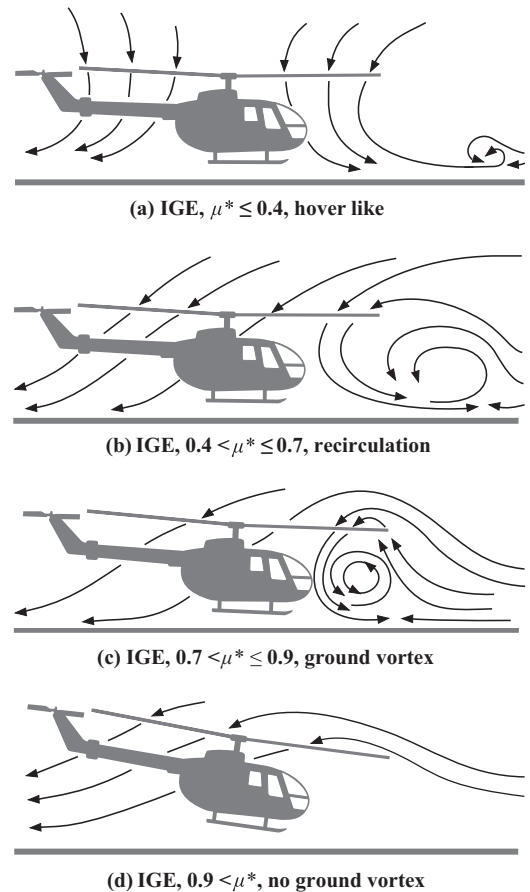 (a) IGE, μ* ≤ 0.4, hover like
(b) IGE, 0.4 < μ* ≤ 0.7, recirculation
(c) IGE, 0.7 < μ* ≤ 0.9, ground vortex
(d) IGE, 0.9 < μ*, no ground vortex